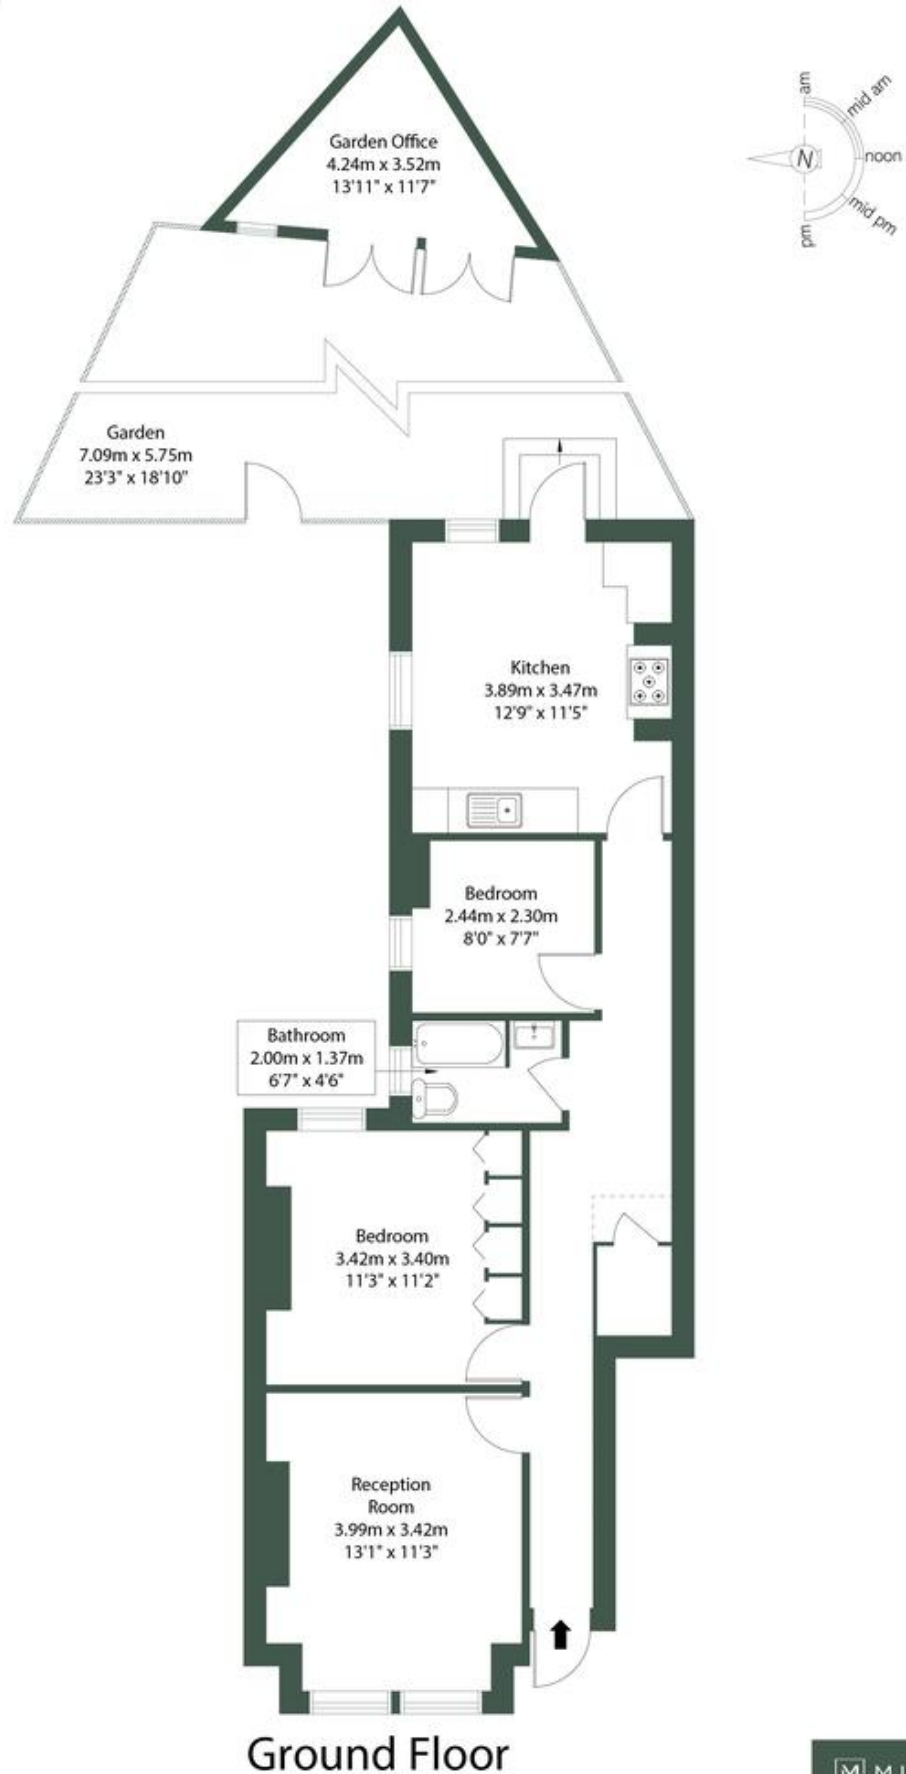 Garden Office
4.24m x 3.52m
13'11" x 11'7"
am
mid am
N
noon
mid pm
pm
Garden
7.09m x 5.75m
23'3" x 18'10"
Kitchen
3.89m x 3.47m
12'9" x 11'5"
Bedroom
2.44m x 2.30m
8'0" x 7'7"
Bathroom
2.00m x 1.37m
6'7" x 4'6"
Bedroom
3.42m x 3.40m
11'3" x 11'2"
Reception
Room
3.99m x 3.42m
13'1" x 11'3"
Ground Floor